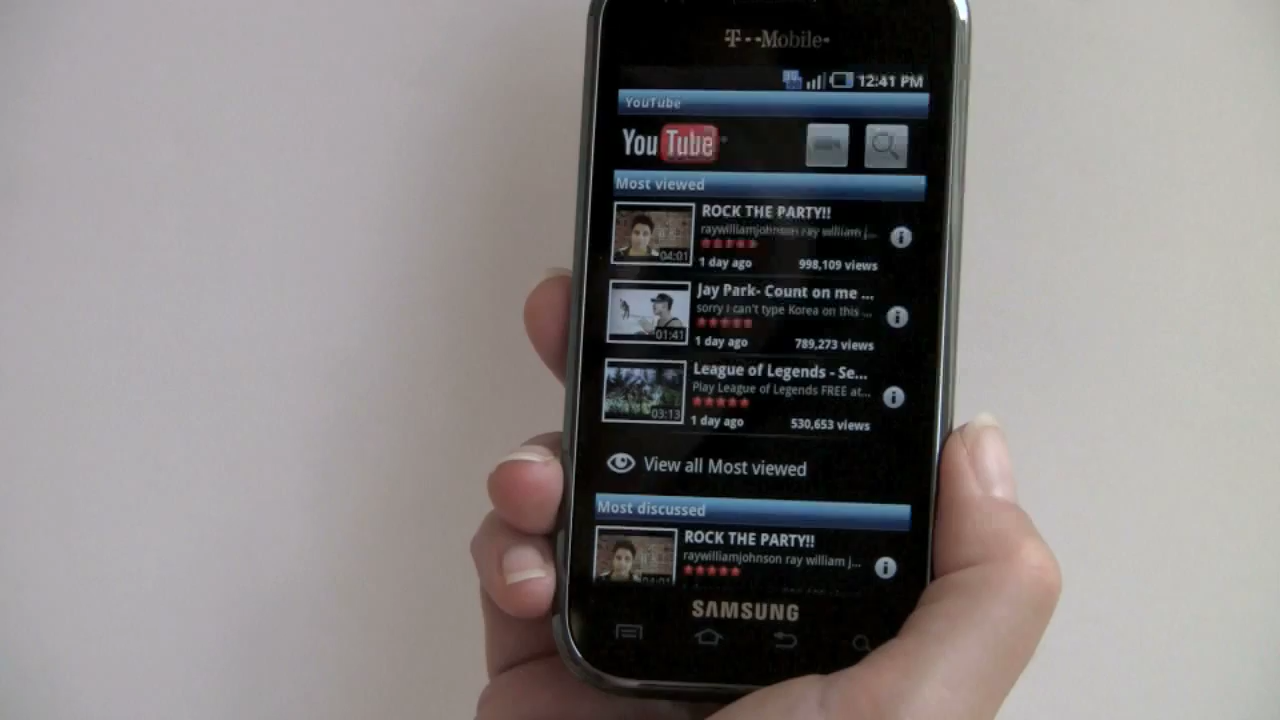 T··Mobile·
12:41 PM
YouTube
YouTube
Most viewed
ROCK THE PARTY!!
raywilliamjohnson ray william j...
04:01
1 day ago 998,109 views
Jay Park- Count on me ...
sorry I can't type Korea on this ...
01:41
1 day ago 789,273 views
League of Legends - Se...
Play League of Legends FREE at...
03:13
1 day ago 530,653 views
View all Most viewed
Most discussed
ROCK THE PARTY!!
raywilliamjohnson ray william j...
04:01
SAMSUNG